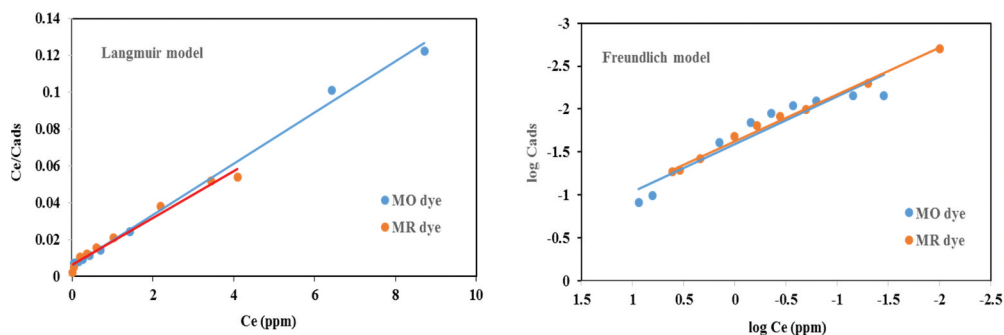 0.14
0.12
0.1
0.08
0.06
0.04
0.02
0
Ce/Cads
Langmuir model
MO dye
MR dye
0 2 4 6 8 10
Ce (ppm)
-3
-2.5
-2
-1.5
-1
-0.5
0
log Cads
Freundlich model
MO dye
MR dye
1.5 1 0.5 0 -0.5 -1 -1.5 -2 -2.5
log Ce (ppm)